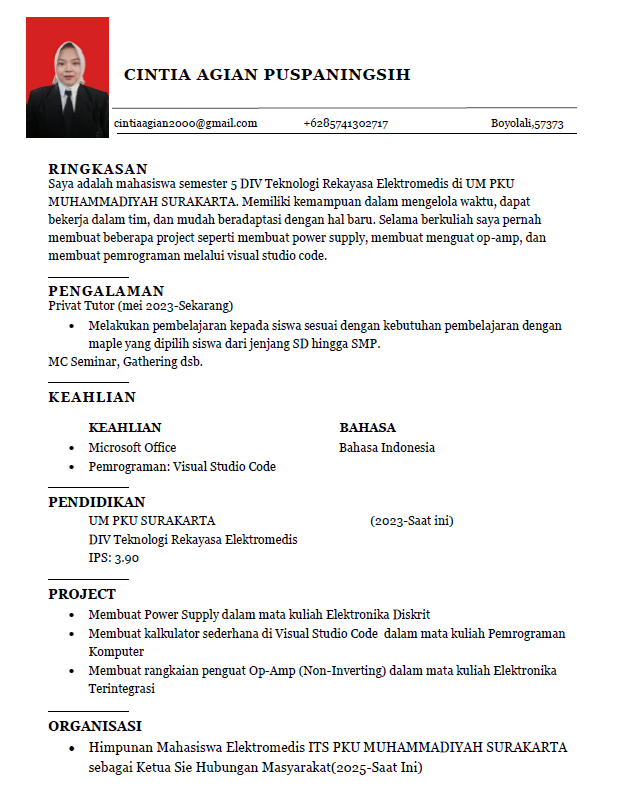 CINTIA AGIAN PUSPANINGSIH
cintiaagian2000@gmail.com +6285741302717 Boyolali,57373
RINGKASAN
Saya adalah mahasiswa semester 5 DIV Teknologi Rekayasa Elektromedis di UM PKU
MUHAMMADIYAH SURAKARTA. Memiliki kemampuan dalam mengelola waktu, dapat
bekerja dalam tim, dan mudah beradaptasi dengan hal baru. Selama berkuliah saya pernah
membuat beberapa project seperti membuat power supply, membuat menguat op-amp, dan
membuat pemrograman melalui visual studio code.
PENGALAMAN
Privat Tutor (mei 2023-Sekarang)
• Melakukan pembelajaran kepada siswa sesuai dengan kebutuhan pembelajaran dengan
maple yang dipilih siswa dari jenjang SD hingga SMP.
MC Seminar, Gathering dsb.
KEAHLIAN
KEAHLIAN BAHASA
• Microsoft Office Bahasa Indonesia
• Pemrograman: Visual Studio Code
PENDIDIKAN
UM PKU SURAKARTA (2023-Saat ini)
DIV Teknologi Rekayasa Elektromedis
IPS: 3.90
PROJECT
• Membuat Power Supply dalam mata kuliah Elektronika Diskrit
• Membuat kalkulator sederhana di Visual Studio Code dalam mata kuliah Pemrograman
Komputer
• Membuat rangkaian penguat Op-Amp (Non-Inverting) dalam mata kuliah Elektronika
Terintegrasi
ORGANISASI
• Himpunan Mahasiswa Elektromedis ITS PKU MUHAMMADIYAH SURAKARTA
sebagai Ketua Sie Hubungan Masyarakat(2025-Saat Ini)